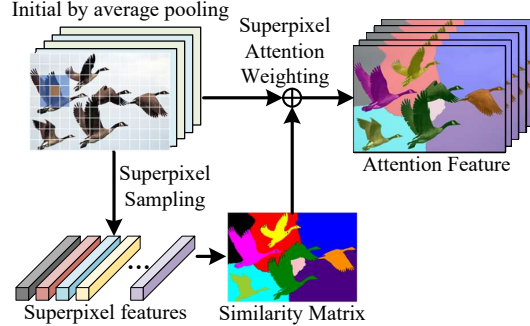 Initial by average pooling
Superpixel
Attention
Weighting
Attention Feature
Superpixel
Sampling
Superpixel features
Similarity Matrix